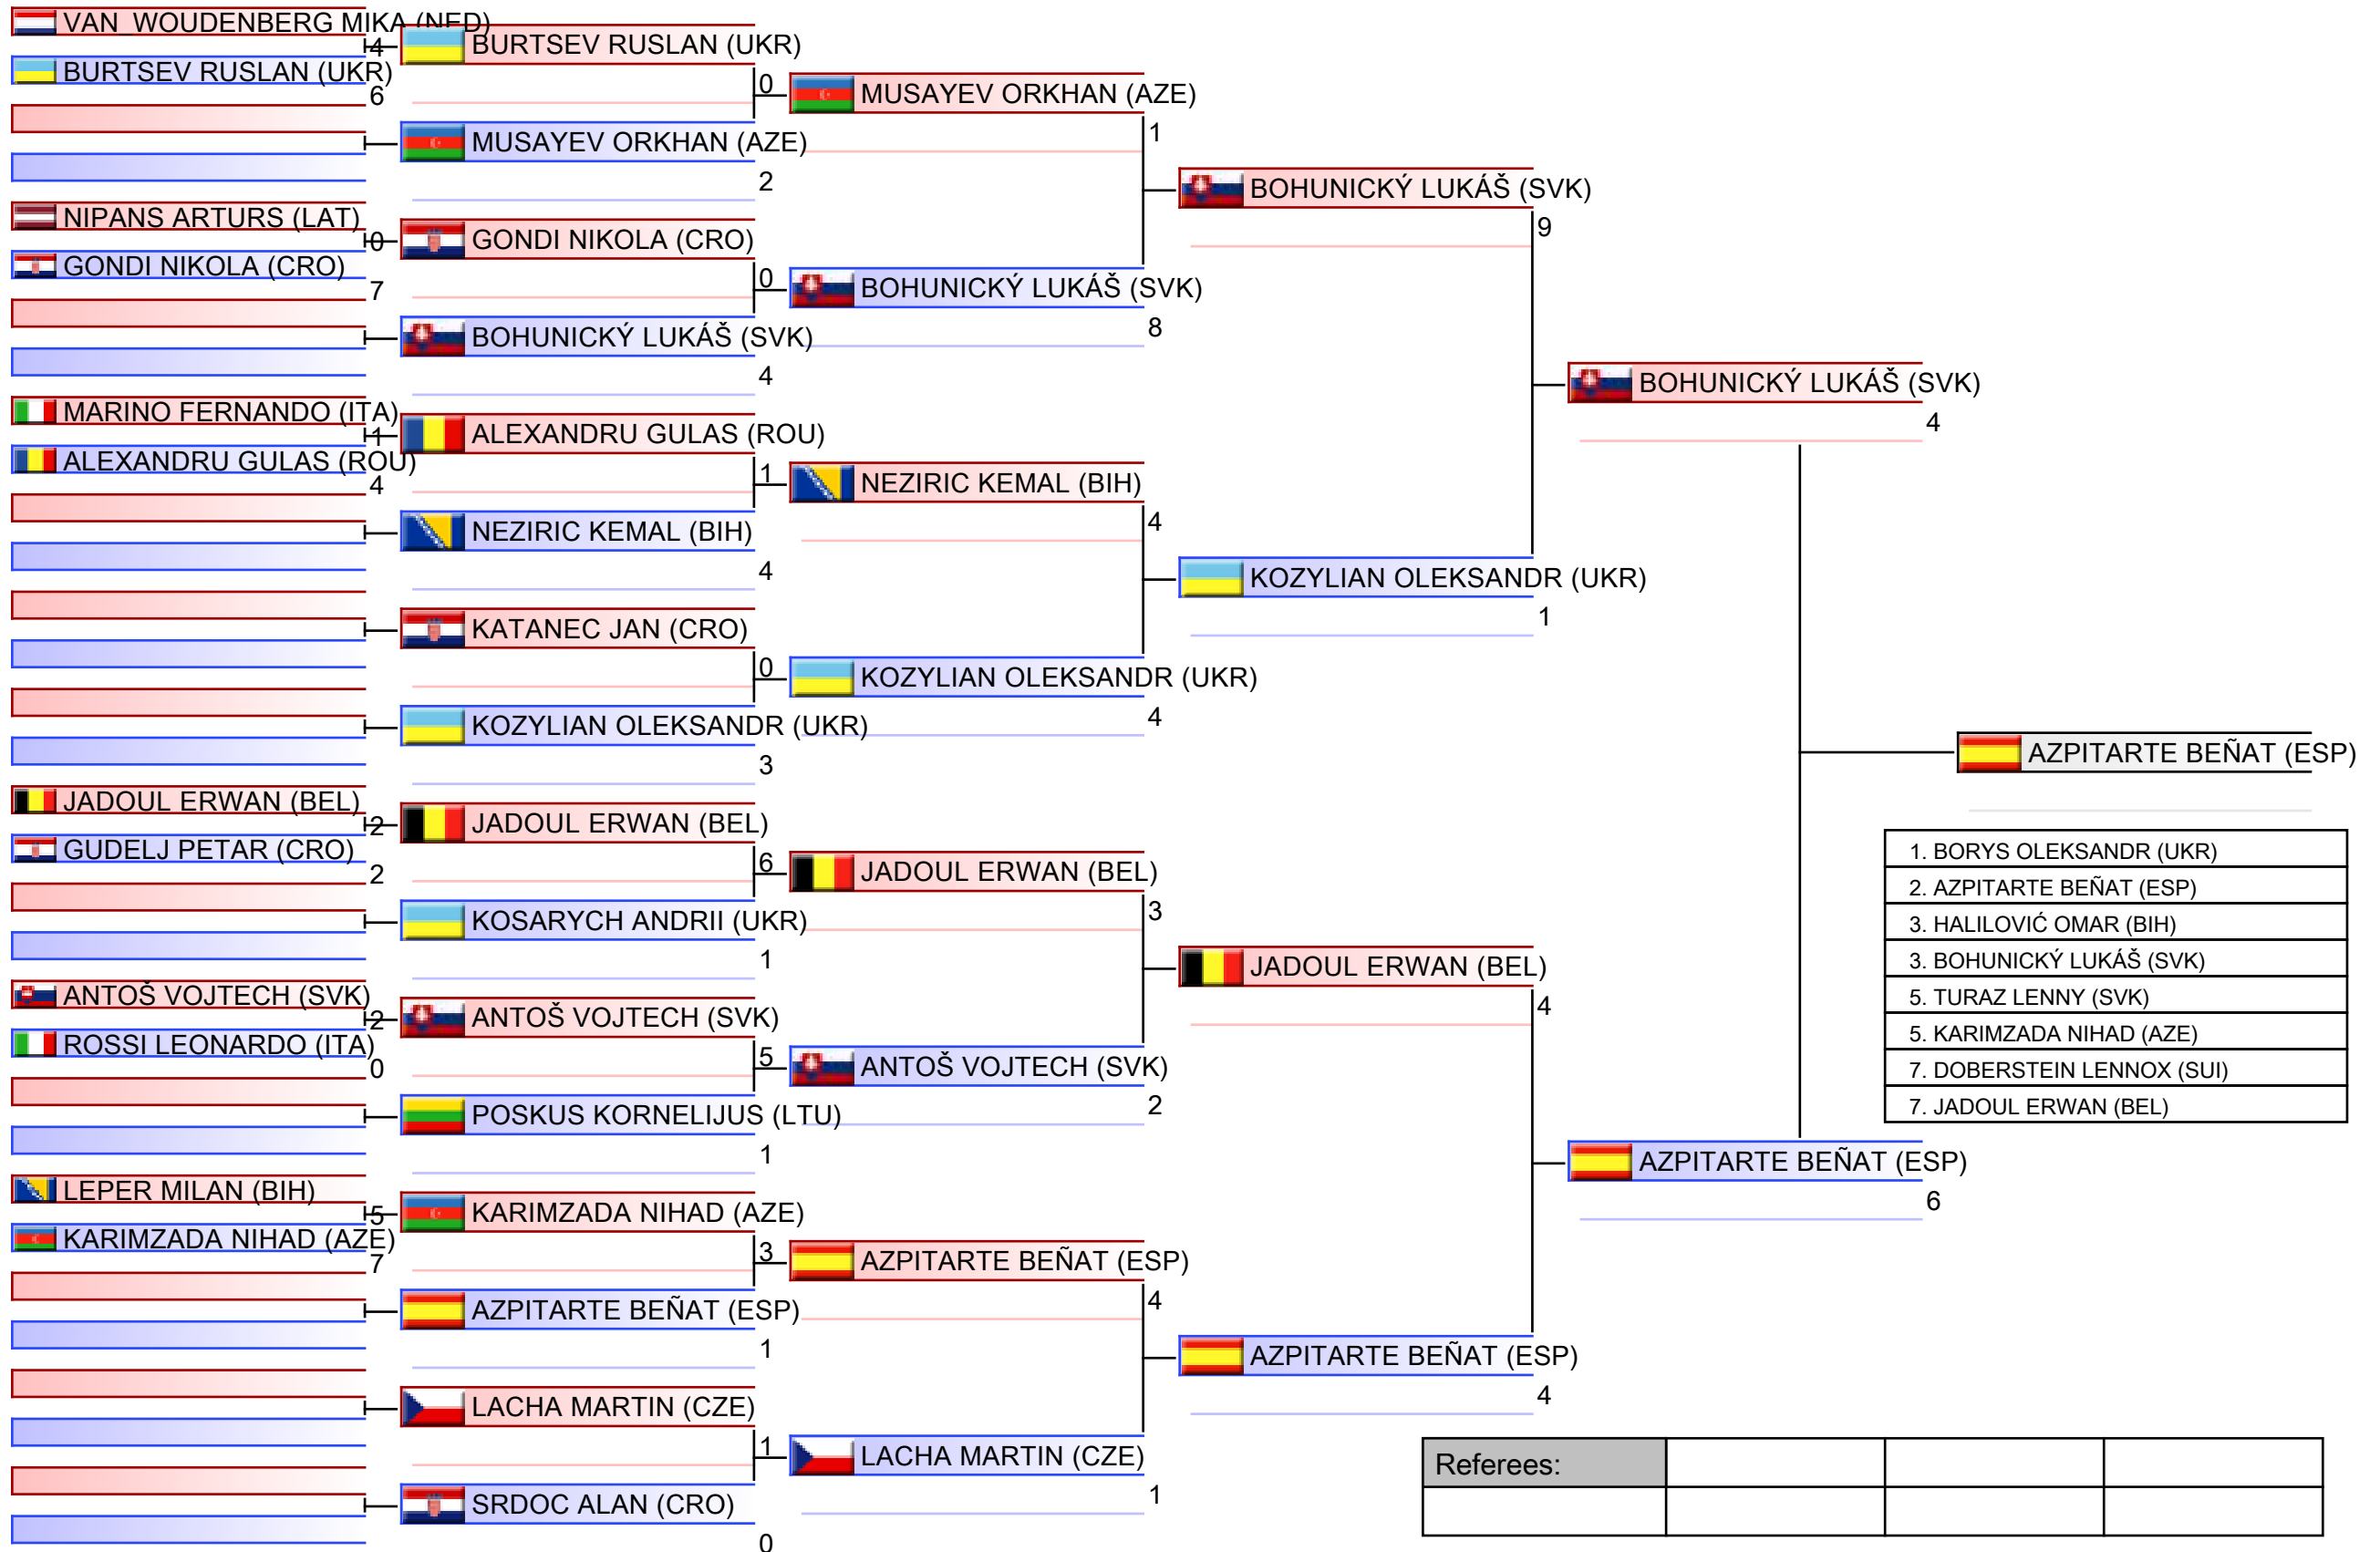 VAN_WOUDENBERG MIKA (NED)
4
BURTSEV RUSLAN (UKR)
6
NIPANS ARTURS (LAT)
0
GONDI NIKOLA (CRO)
7
MARINO FERNANDO (ITA)
1
ALEXANDRU GULAS (ROU)
4
JADOUL ERWAN (BEL)
2
GUDELJ PETAR (CRO)
2
ANTOŠ VOJTECH (SVK)
2
ROSSI LEONARDO (ITA)
0
LEPER MILAN (BIH)
5
KARIMZADA NIHAD (AZE)
7
BURTSEV RUSLAN (UKR)
0
MUSAYEV ORKHAN (AZE)
2
GONDI NIKOLA (CRO)
0
BOHUNICKÝ LUKÁŠ (SVK)
4
ALEXANDRU GULAS (ROU)
1
NEZIRIC KEMAL (BIH)
4
KATANEC JAN (CRO)
0
KOZYLIAN OLEKSANDR (UKR)
3
JADOUL ERWAN (BEL)
6
KOSARYCH ANDRII (UKR)
1
ANTOŠ VOJTECH (SVK)
5
POSKUS KORNELIJUS (LTU)
1
KARIMZADA NIHAD (AZE)
3
AZPITARTE BEÑAT (ESP)
1
LACHA MARTIN (CZE)
1
SRDOC ALAN (CRO)
0
MUSAYEV ORKHAN (AZE)
1
BOHUNICKÝ LUKÁŠ (SVK)
8
NEZIRIC KEMAL (BIH)
4
KOZYLIAN OLEKSANDR (UKR)
4
JADOUL ERWAN (BEL)
3
ANTOŠ VOJTECH (SVK)
2
AZPITARTE BEÑAT (ESP)
4
LACHA MARTIN (CZE)
1
BOHUNICKÝ LUKÁŠ (SVK)
9
KOZYLIAN OLEKSANDR (UKR)
1
JADOUL ERWAN (BEL)
4
AZPITARTE BEÑAT (ESP)
4
BOHUNICKÝ LUKÁŠ (SVK)
4
AZPITARTE BEÑAT (ESP)
6
AZPITARTE BEÑAT (ESP)
1. BORYS OLEKSANDR (UKR)
2. AZPITARTE BEÑAT (ESP)
3. HALILOVIĆ OMAR (BIH)
3. BOHUNICKÝ LUKÁŠ (SVK)
5. TURAZ LENNY (SVK)
5. KARIMZADA NIHAD (AZE)
7. DOBERSTEIN LENNOX (SUI)
7. JADOUL ERWAN (BEL)
Referees: